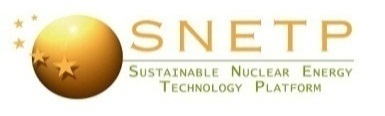 SNETP
SUSTAINABLE NUCLEAR ENERGY
TECHNOLOGY PLATFORM